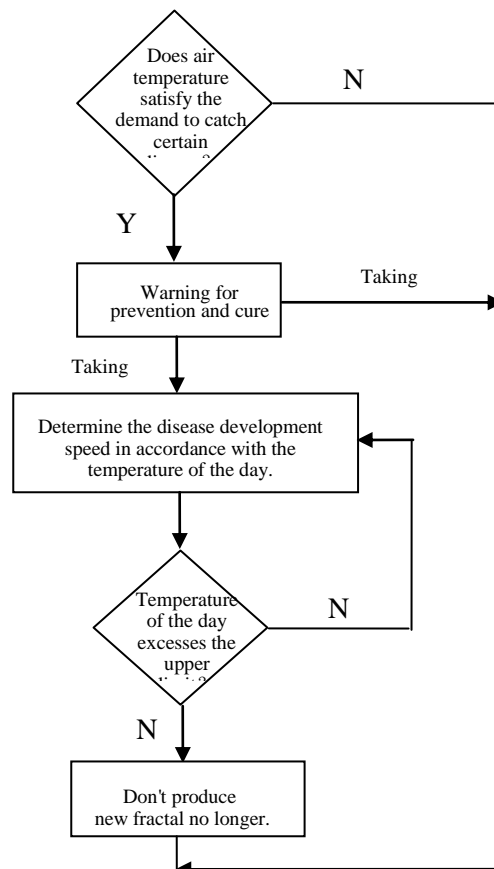 Does air
temperature
satisfy the
demand to catch
certain
N
Y
Warning for
prevention and cure
Taking
Taking
Determine the disease development
speed in accordance with the
temperature of the day.
Temperature
of the day
excesses the
upper
N
N
Don't produce
new fractal no longer.